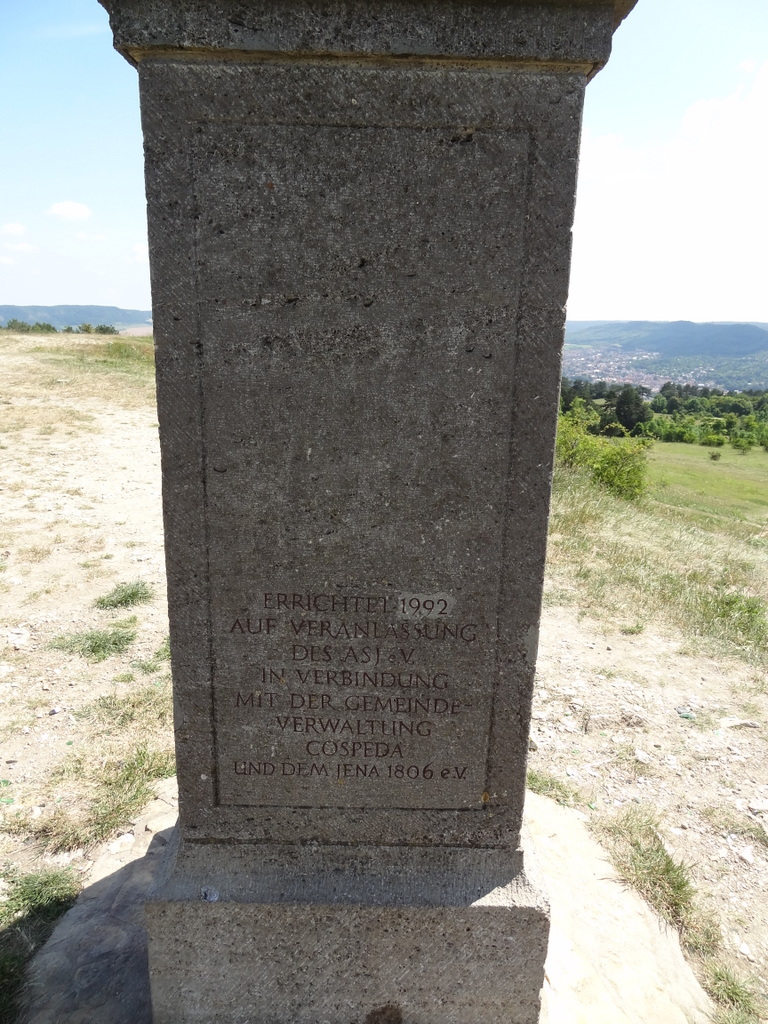 ERRICHTET 1992
AUF VERANLASSUNG
DES ASJ e.V.
IN VERBINDUNG
MIT DER GEMEINDE-
VERWALTUNG
COSPEDA
UND DEM JENA 1806 e.V.